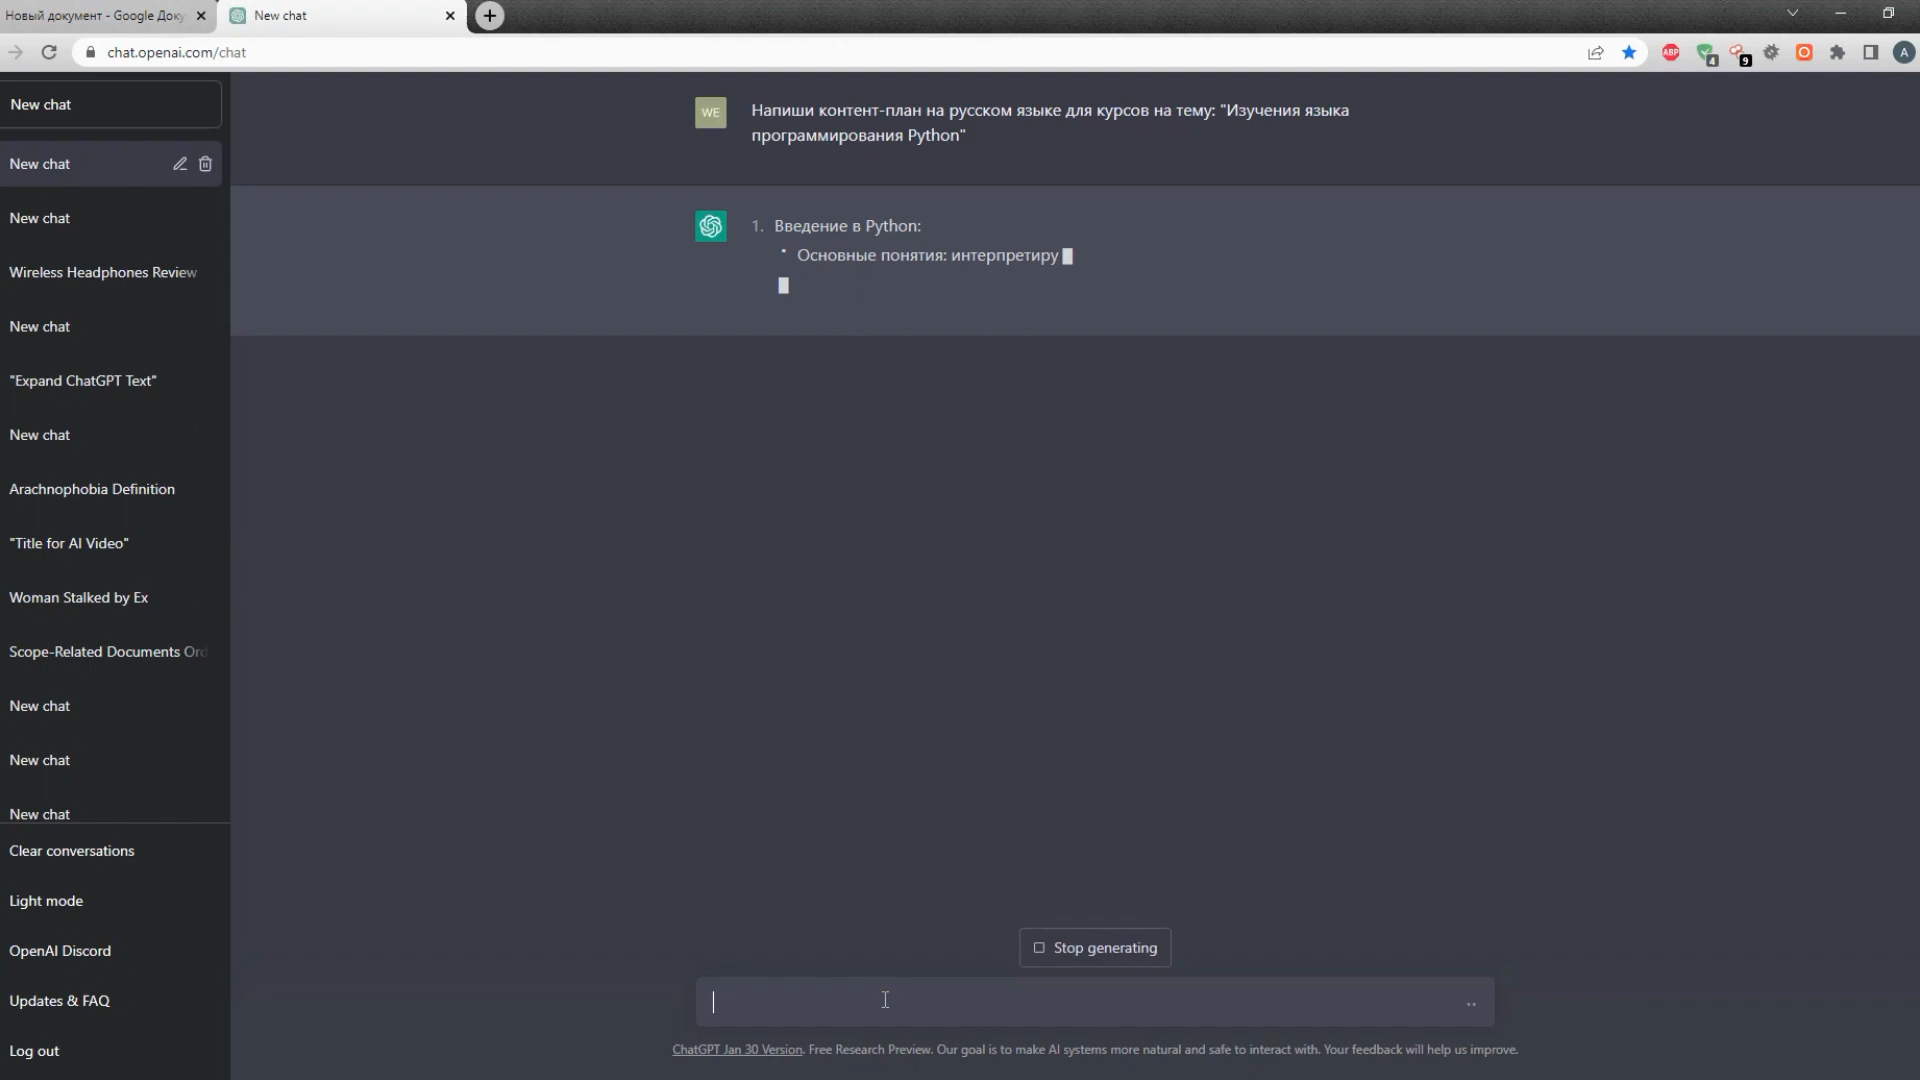 Новый документ - Google Доку
New chat
chat.openai.com/chat
ABP
4
9
A
New chat
New chat
New chat
Wireless Headphones Review
New chat
"Expand ChatGPT Text"
New chat
Arachnophobia Definition
"Title for AI Video"
Woman Stalked by Ex
Scope-Related Documents Ord
New chat
New chat
New chat
Clear conversations
Light mode
OpenAI Discord
Updates & FAQ
Log out
WE
Напиши контент-план на русском языке для курсов на тему: "Изучения языка
программирования Python"
1. Введение в Python:
• Основные понятия: интерпретиру
Stop generating
ChatGPT Jan 30 Version. Free Research Preview. Our goal is to make AI systems more natural and safe to interact with. Your feedback will help us improve.